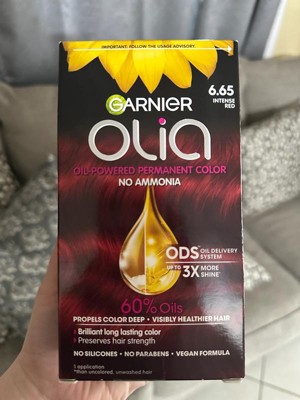 IMPORTANT: FOLLOW THE USAGE ADVISORY.
GARNIER
6.65
INTENSE
RED
OLIA
OIL-POWERED PERMANENT COLOR
NO AMMONIA
ODS OIL DELIVERY
SYSTEM
UP TO 3X MORE
SHINE*
60% Oils
PROPELS COLOR DEEP • VISIBLY HEALTHIER HAIR
Brilliant long lasting color
Preserves hair strength
NO SILICONES • NO PARABENS • VEGAN FORMULA
1 application
*than uncolored, unwashed hair